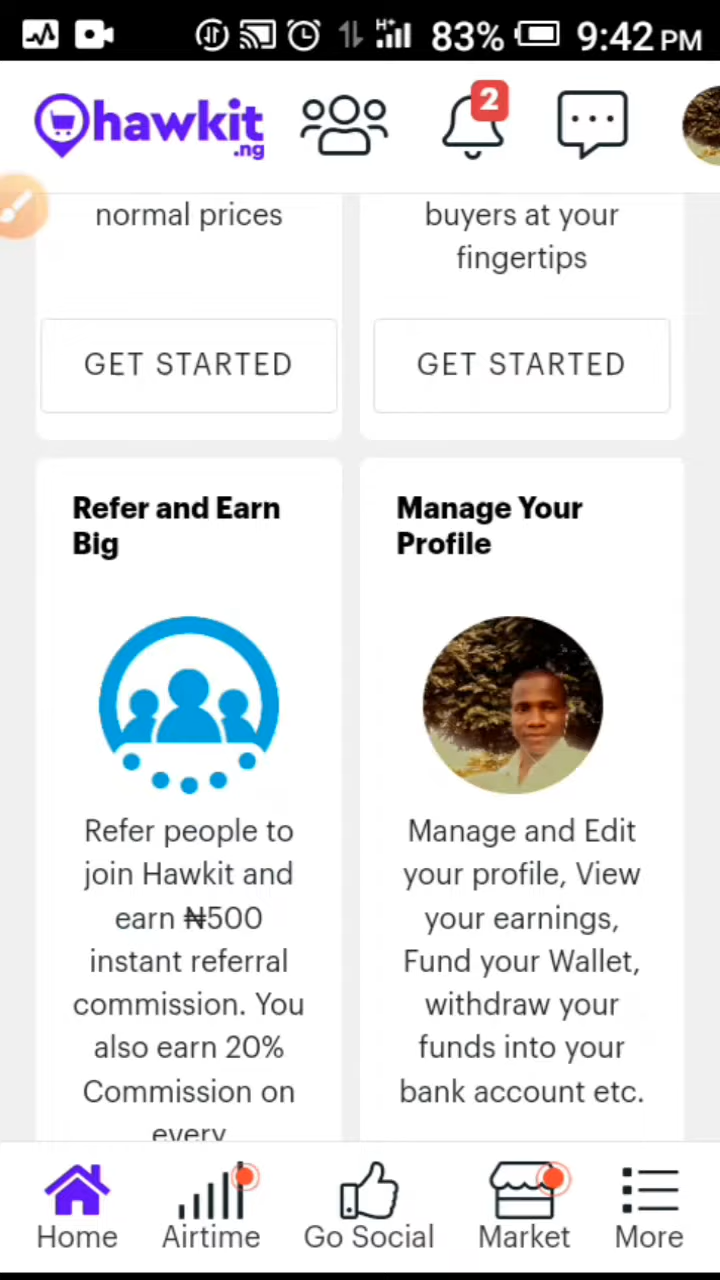 H+ 83% 9:42 PM
hawkit
.ng
2
normal prices
buyers at your
fingertips
GET STARTED
GET STARTED
Refer and Earn
Big
Refer people to
join Hawkit and
earn ₦500
instant referral
commission. You
also earn 20%
Commission on
every
Manage Your
Profile
Manage and Edit
your profile, View
your earnings,
Fund your Wallet,
withdraw your
funds into your
bank account etc.
Home Airtime Go Social Market More